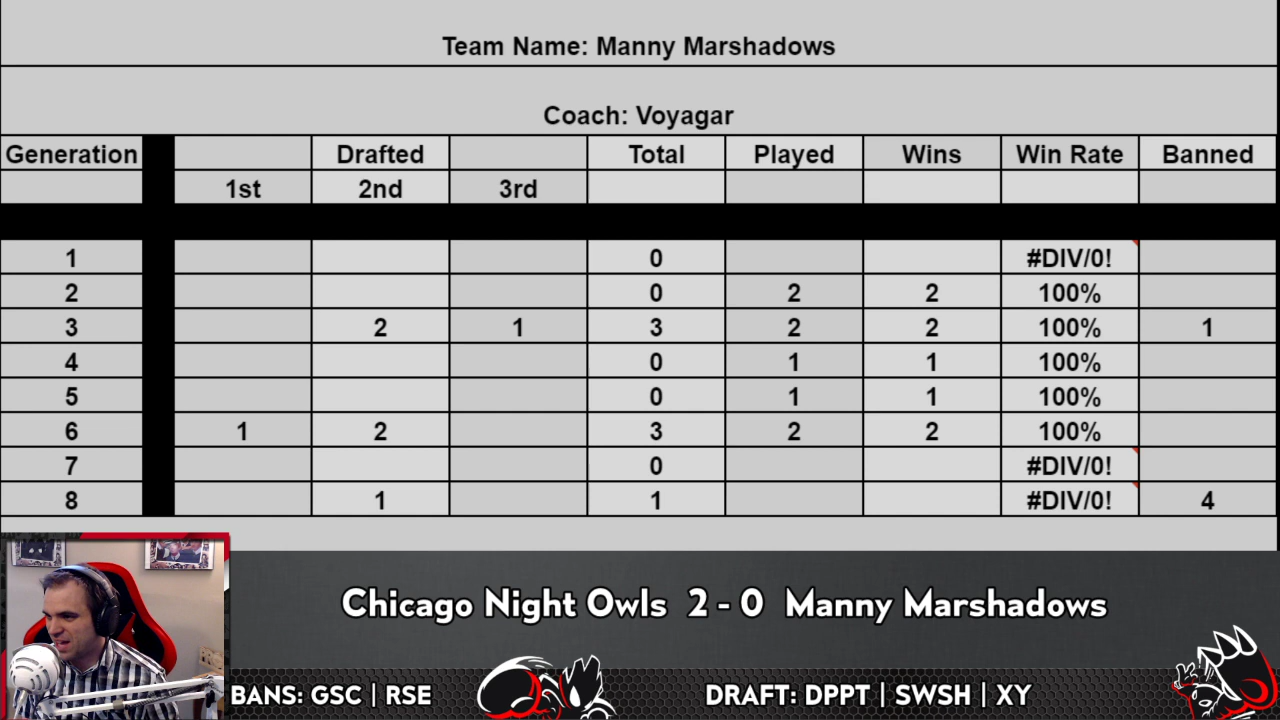 Team Name: Manny Marshadows
Coach: Voyagar
Generation Drafted Total Played Wins Win Rate Banned
1st 2nd 3rd
1 0 #DIV/0!
2 0 2 2 100%
3 2 1 3 2 2 100% 1
4 0 1 1 100%
5 0 1 1 100%
6 1 2 3 2 2 100%
7 0 #DIV/0!
8 1 1 #DIV/0! 4
Chicago Night Owls 2 - 0 Manny Marshadows
BANS: GSC | RSE DRAFT: DPPT | SWSH | XY